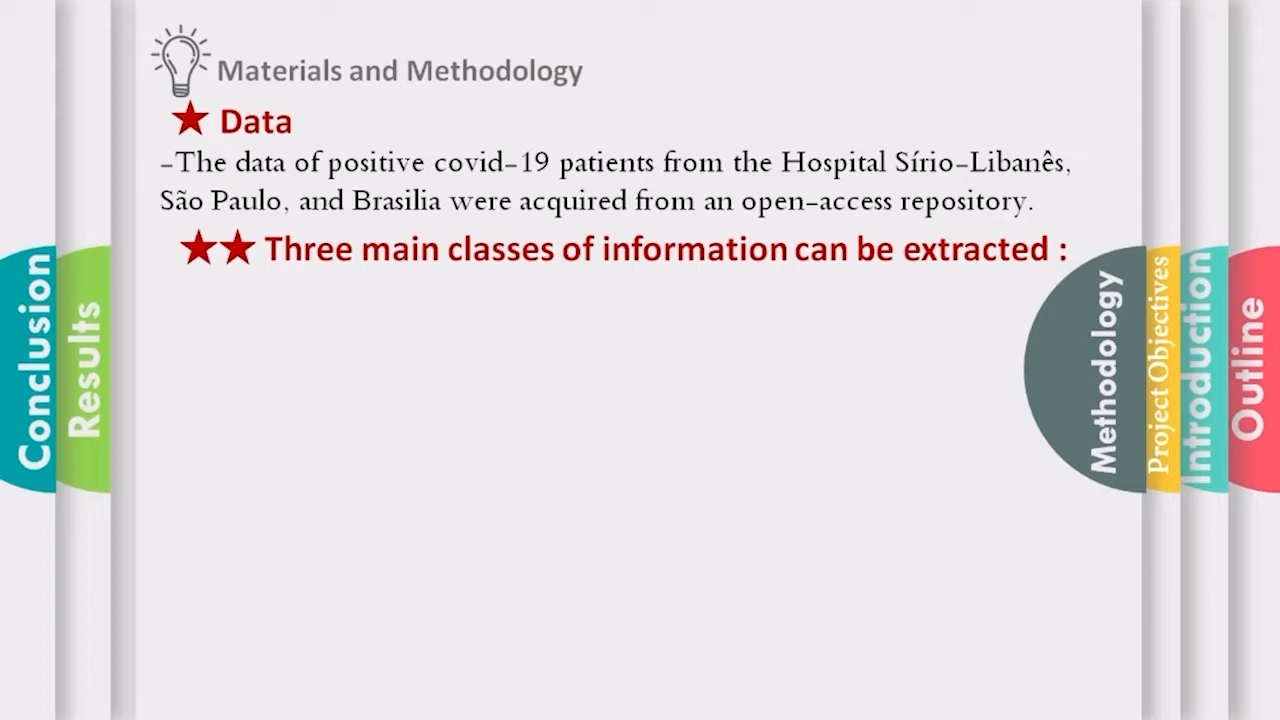 Materials and Methodology
★ Data
-The data of positive covid-19 patients from the Hospital Sírio-Libanês,
São Paulo, and Brasilia were acquired from an open-access repository.
★★ Three main classes of information can be extracted :
Conclusion
Results
Methodology
Project Objectives
Introduction
Outline